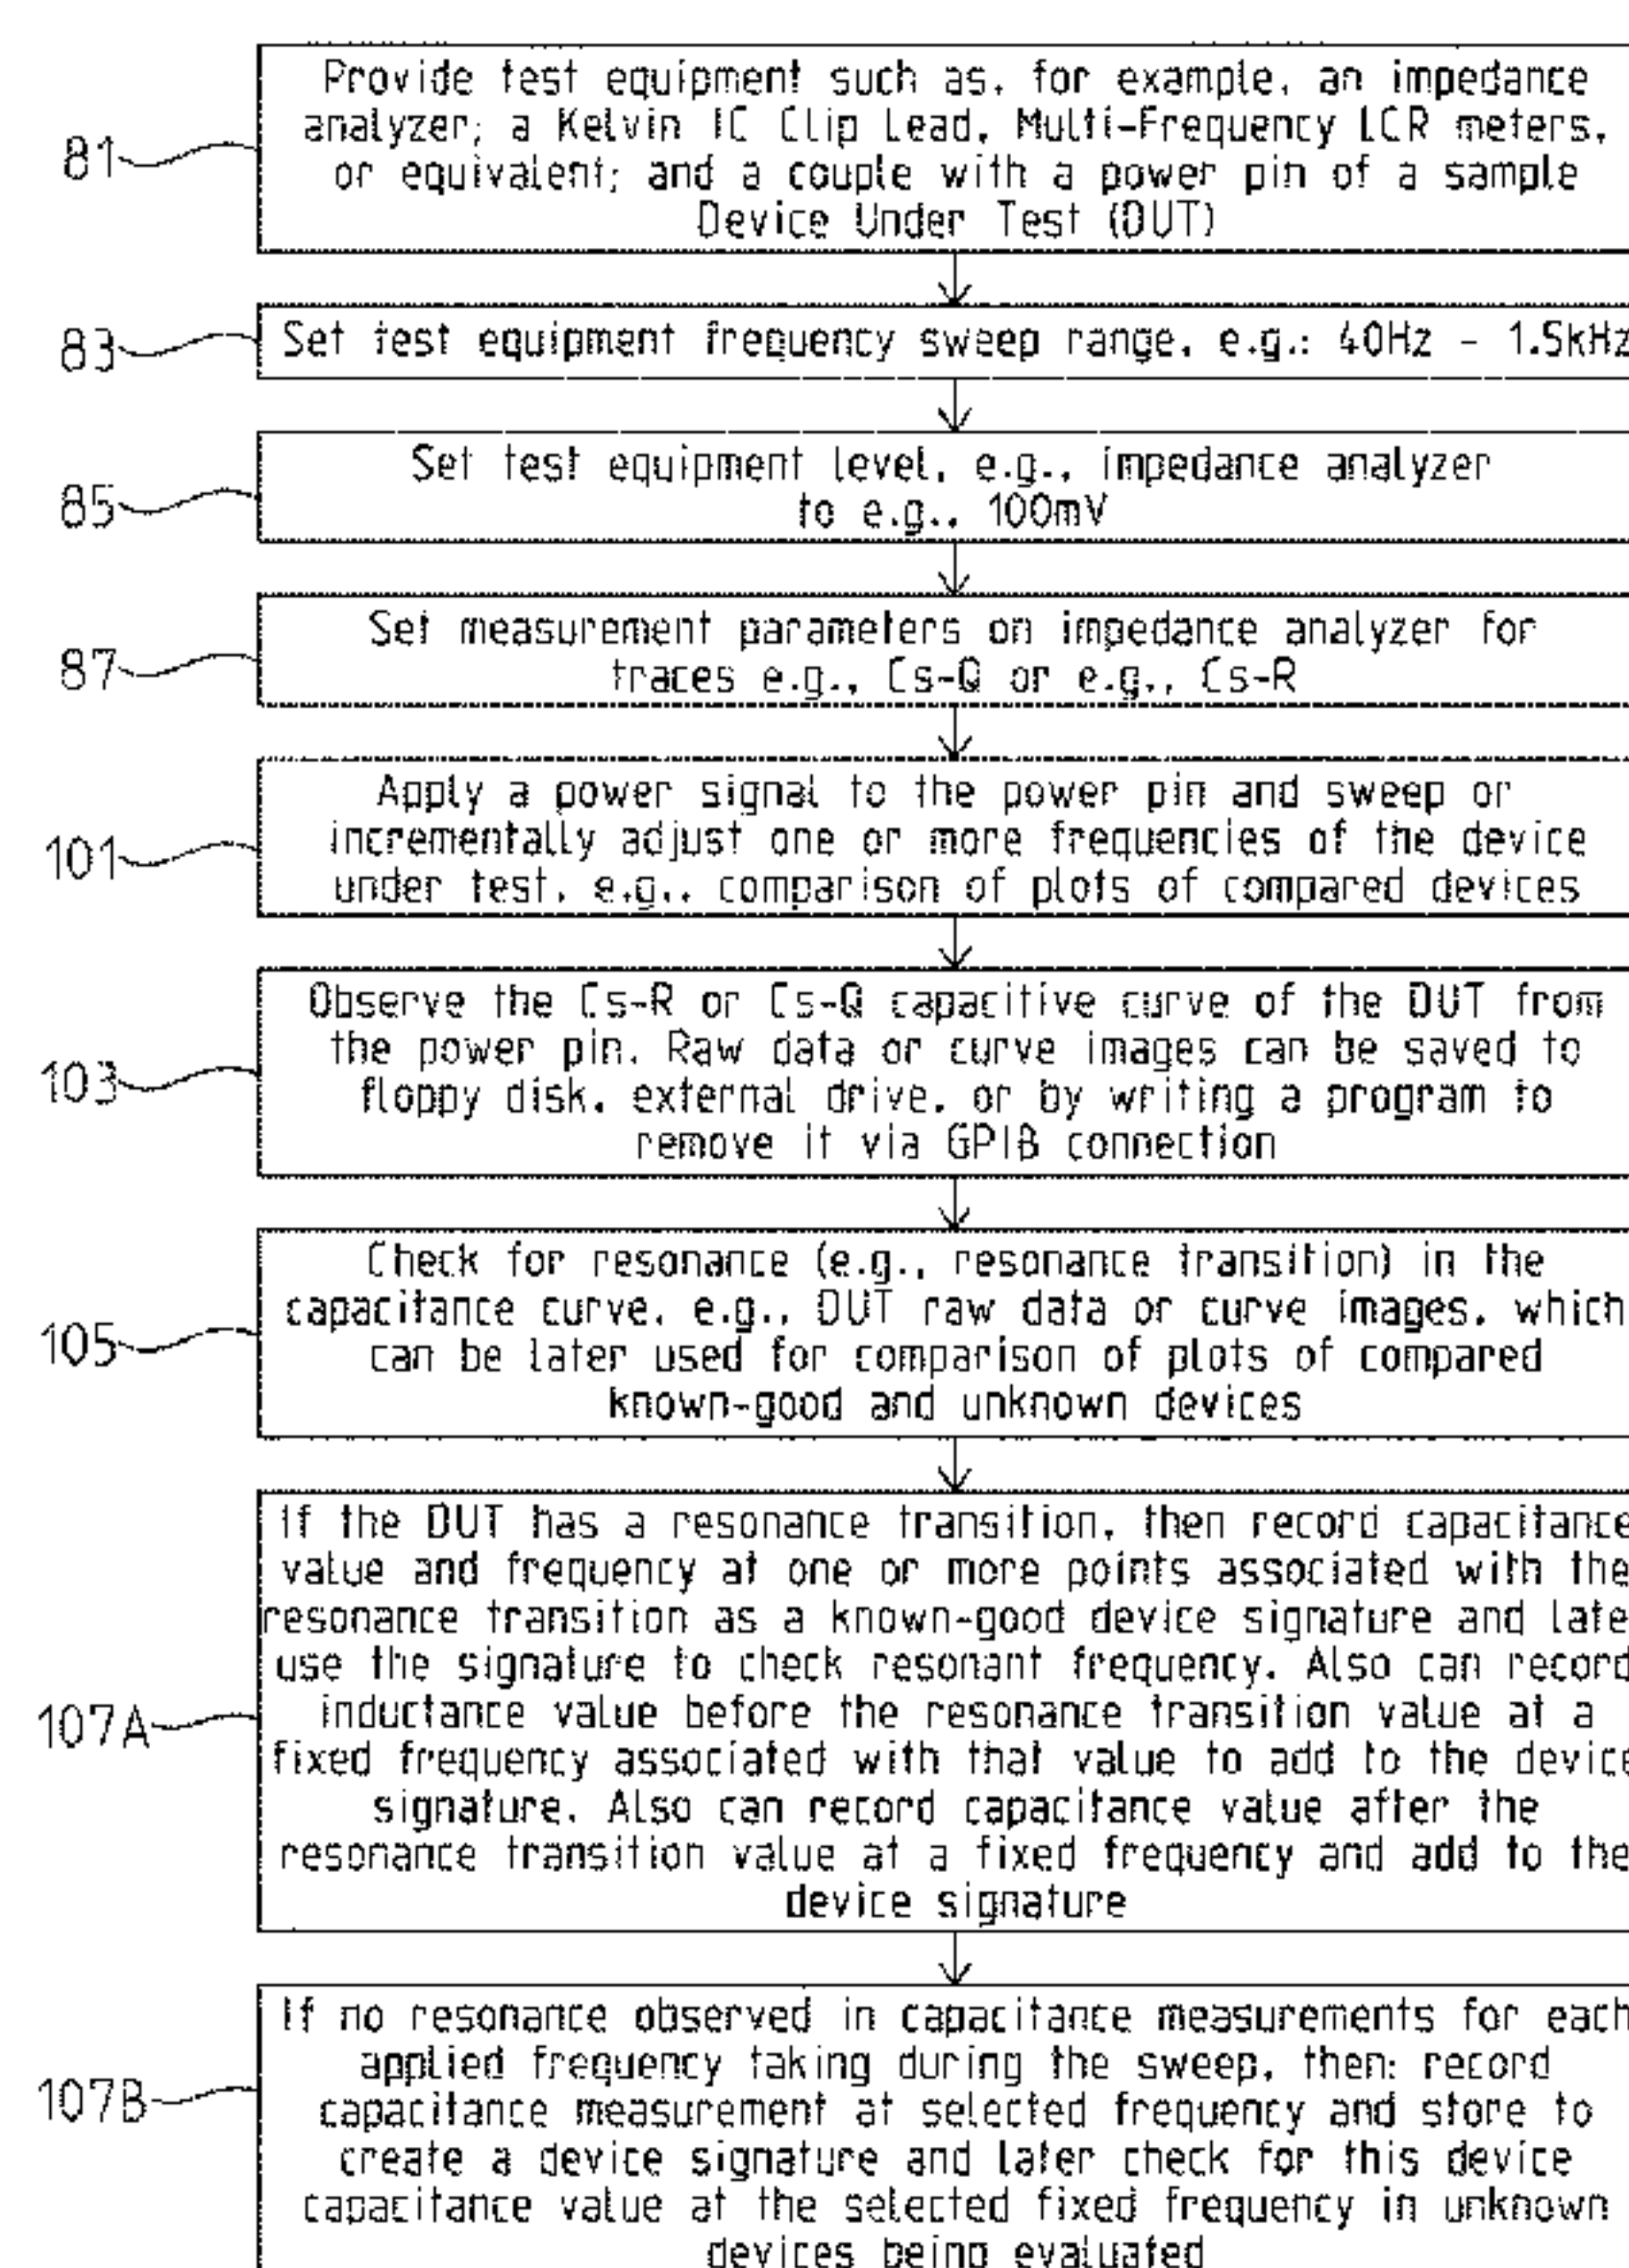 Provide test equipment such as, for example, an impedance
analyzer; a Kelvin IC Clip Lead, Multi-Frequency LCR meters,
81
or equivalent; and a couple with a power pin of a sample
Device Under Test (DUT)
83
Set test equipment frequency sweep range, e.g.: 40Hz - 1.5kHz
Set test equipment level, e.g., impedance analyzer
85
to e.g., 100mV
Set measurement parameters on impedance analyzer for
87
traces e.g., Cs-Q or e.g., Cs-R
Apply a power signal to the power pin and sweep or
101
incrementally adjust one or more frequencies of the device
under test, e.g., comparison of plots of compared devices
Observe the Cs-R or Cs-Q capacitive curve of the DUT from
the power pin. Raw data or curve images can be saved to
103
floppy disk, external drive, or by writing a program to
remove it via GPIB connection
Check for resonance (e.g., resonance transition) in the
capacitance curve, e.g., DUT raw data or curve images, which
105
can be later used for comparison of plots of compared
known-good and unknown devices
If the DUT has a resonance transition, then record capacitance
value and frequency at one or more points associated with the
resonance transition as a known-good device signature and late
use the signature to check resonant frequency. Also can record
107A
inductance value before the resonance transition value at a
fixed frequency associated with that value to add to the device
signature. Also can record capacitance value after the
resonance transition value at a fixed frequency and add to the
device signature
If no resonance observed in capacitance measurements for each
applied frequency taking during the sweep, then: record
107B
capacitance measurement at selected frequency and store to
create a device signature and later check for this device
capacitance value at the selected fixed frequency in unknown
devices being evaluated